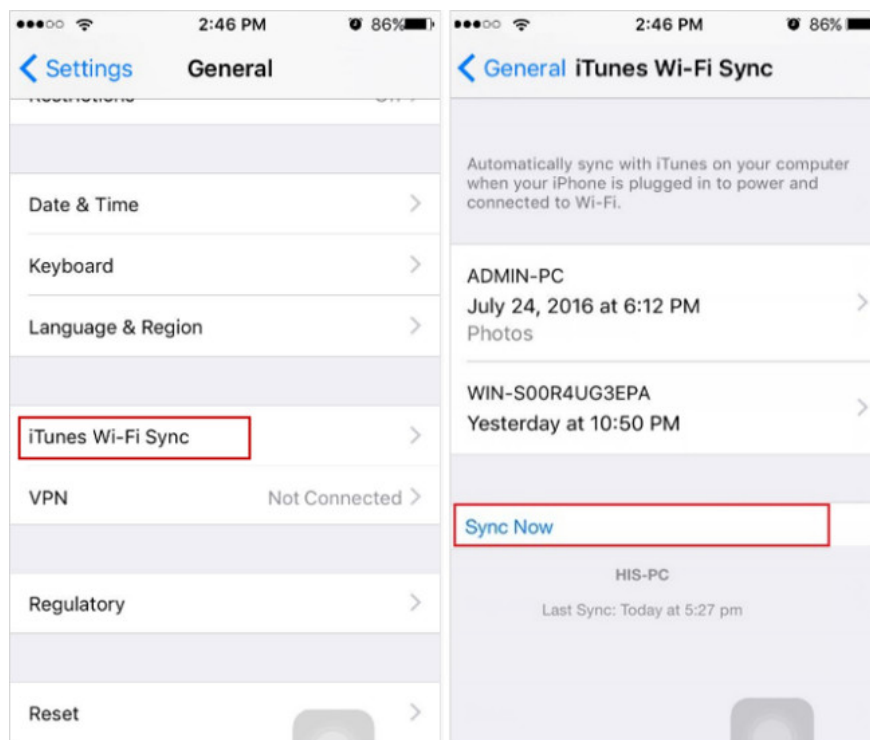 2:46 PM
86%
Settings
General
Date & Time
Keyboard
Language & Region
iTunes Wi-Fi Sync
VPN
Not Connected
Regulatory
Reset
2:46 PM
86%
General
iTunes Wi-Fi Sync
Automatically sync with iTunes on your computer
when your iPhone is plugged in to power and
connected to Wi-Fi.
ADMIN-PC
July 24, 2016 at 6:12 PM
Photos
WIN-S00R4UG3EPA
Yesterday at 10:50 PM
Sync Now
HIS-PC
Last Sync: Today at 5:27 pm